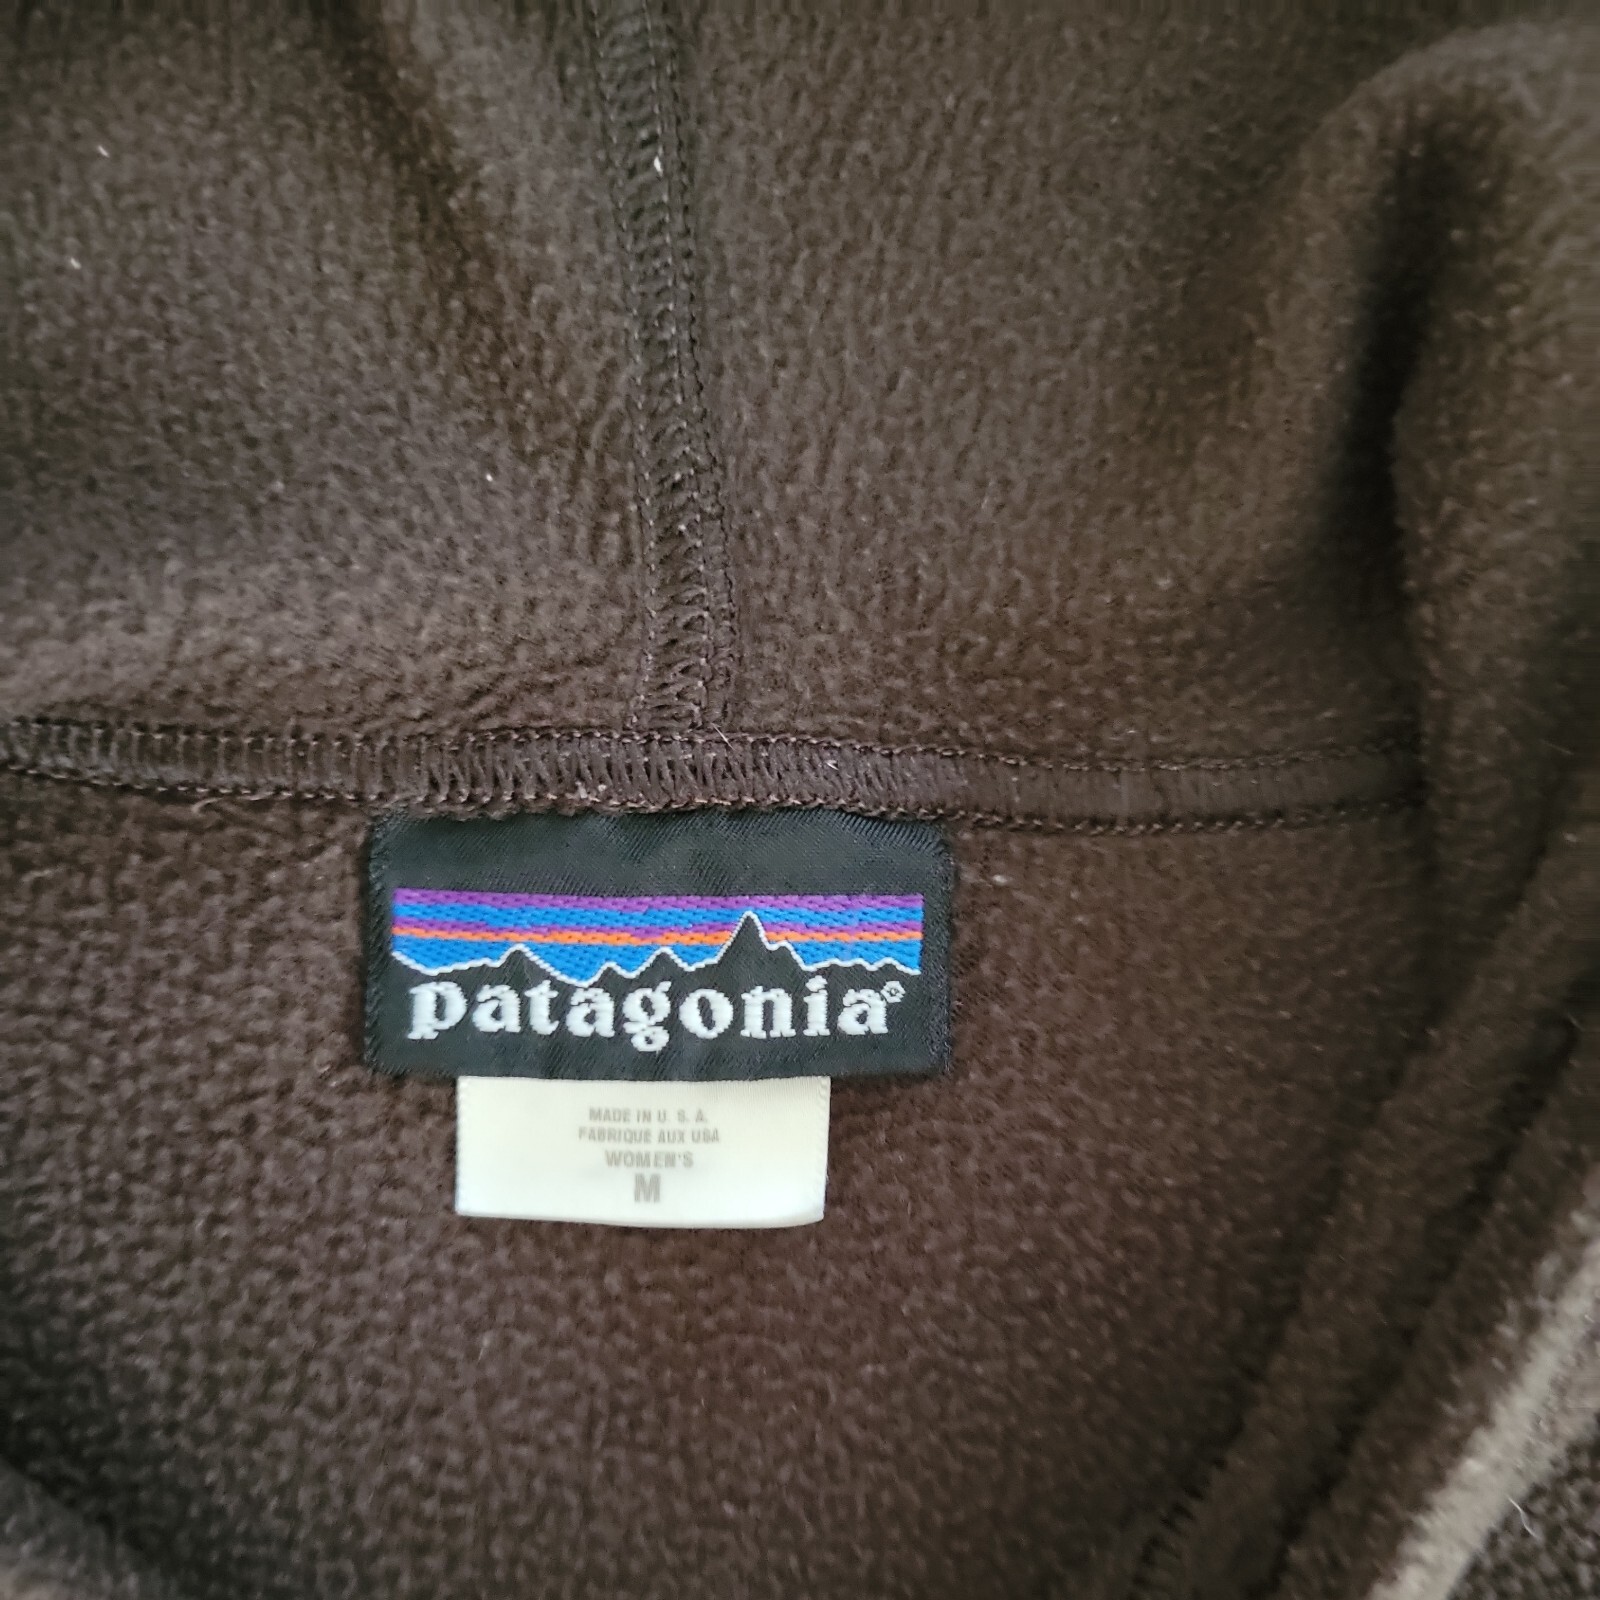 patagonia®
MADE IN U. S. A.
FABRIQUE AUX USA
WOMEN'S
M